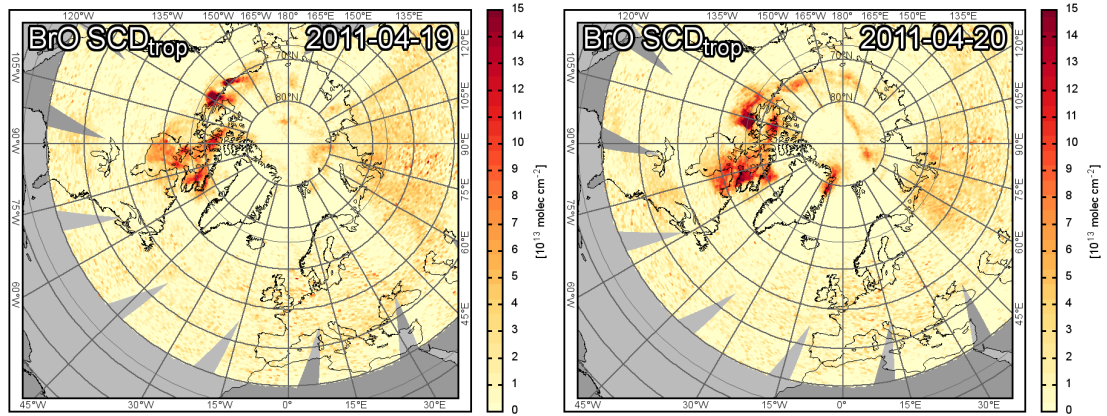 120°W 135°W 150°W 165°W 180°W 165°E 150°E 135°E
BrO SCDtrop 2011-04-19
105°W
90°W
75°W
60°W
120°E
105°E
90°E
75°E
60°E
45°E
70°N
80°N
45°W 30°W 15°W 0° 15°E 30°E
15
14
13
12
11
10
9
8
7
6
5
4
3
2
1
0
[10¹³ molec cm⁻²]
120°W 135°W 150°W 165°W 180°W 165°E 150°E 135°E
BrO SCDtrop 2011-04-20
105°W
90°W
75°W
60°W
120°E
105°E
90°E
75°E
60°E
45°E
70°N
80°N
45°W 30°W 15°W 0° 15°E 30°E
15
14
13
12
11
10
9
8
7
6
5
4
3
2
1
0
[10¹³ molec cm⁻²]